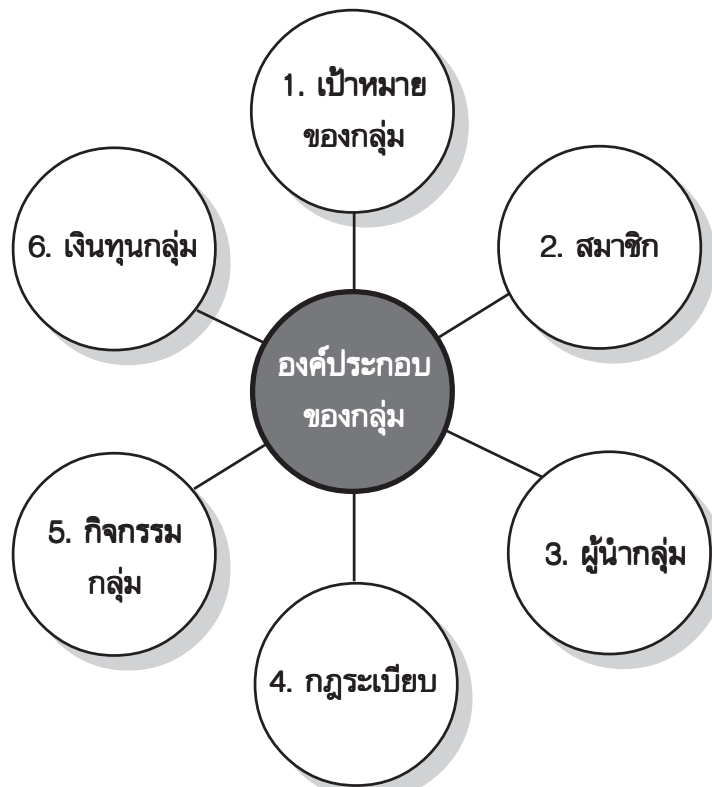 1. เป้าหมาย
ของกลุ่ม
2. สมาชิก
3. ผู้นำกลุ่ม
4. กฎระเบียบ
5. กิจกรรม
กลุ่ม
6. เงินทุนกลุ่ม
องค์ประกอบ
ของกลุ่ม